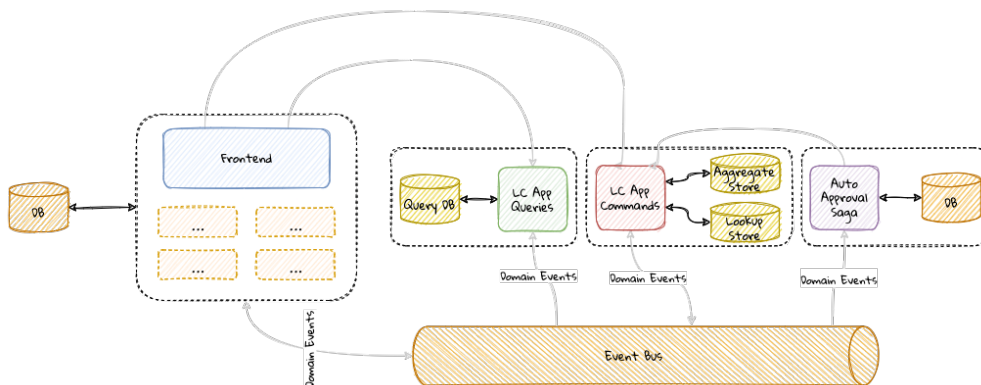 Frontend
DB
...
...
...
...
Query DB
LC App
Queries
LC App
Commands
Aggregate
Store
Lookup
Store
Auto
Approval
Saga
DB
Domain Events
Domain Events
Domain Events
Domain Events
Event Bus